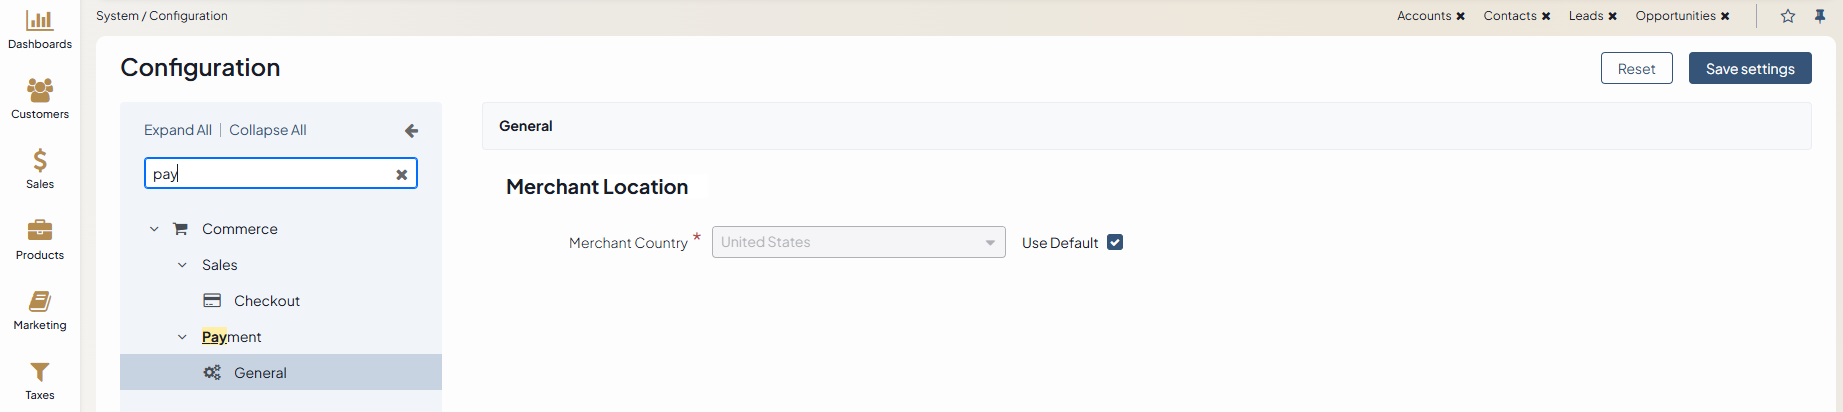 System / Configuration
Accounts ✖ Contacts ✖ Leads ✖ Opportunities ✖
Dashboards
Customers
Sales
Products
Marketing
Taxes
Configuration
Reset
Save settings
Expand All | Collapse All
pay
Commerce
Sales
Checkout
Payment
General
General
Merchant Location
Merchant Country * United States Use Default